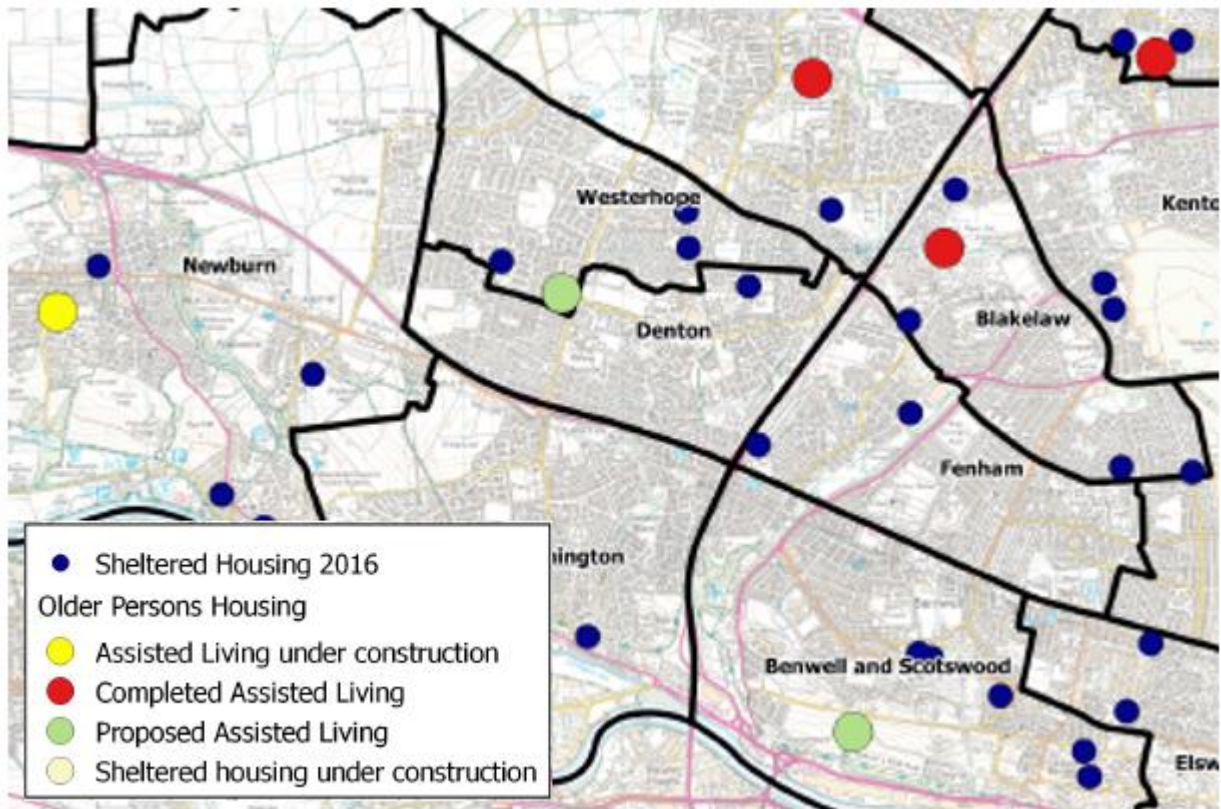 Westerhope
Kento
Newburn
Blakelaw
Denton
Fenham
nington
Benwell and Scotswood
Elsw
Sheltered Housing 2016
Older Persons Housing
Assisted Living under construction
Completed Assisted Living
Proposed Assisted Living
Sheltered housing under construction